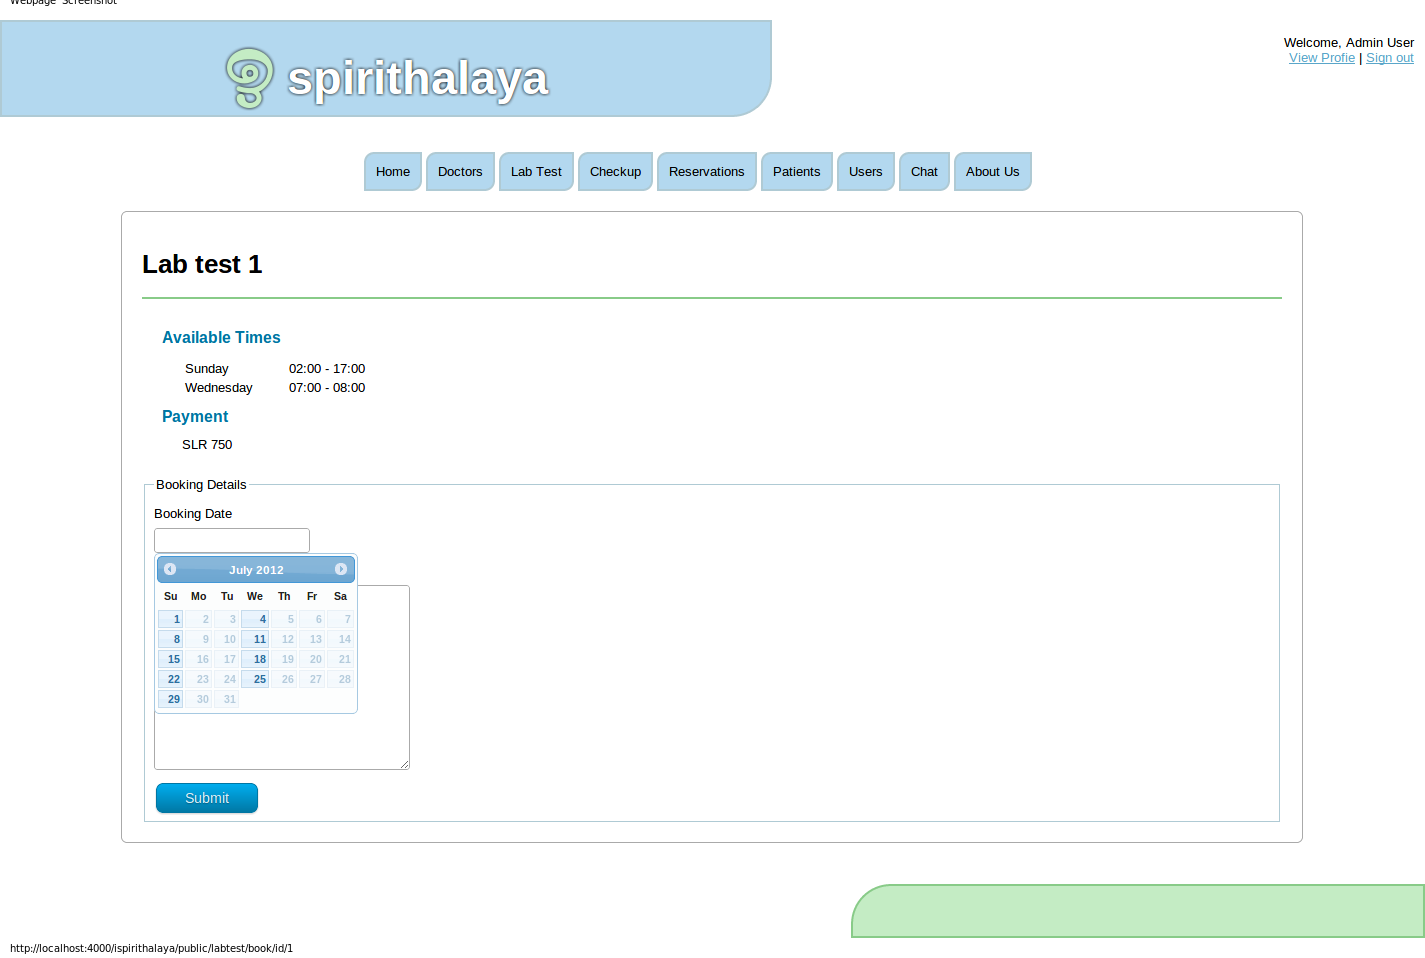 Webpage Screenshot
spirithalaya
Welcome, Admin User
View Profie | Sign out
Home Doctors Lab Test Checkup Reservations Patients Users Chat About Us
Lab test 1
Available Times
Sunday 02:00 - 17:00
Wednesday 07:00 - 08:00
Payment
SLR 750
Booking Details
Booking Date
July 2012
Su Mo Tu We Th Fr Sa
1 2 3 4 5 6 7
8 9 10 11 12 13 14
15 16 17 18 19 20 21
22 23 24 25 26 27 28
29 30 31
Submit
http://localhost:4000/ispirithalaya/public/labtest/book/id/1